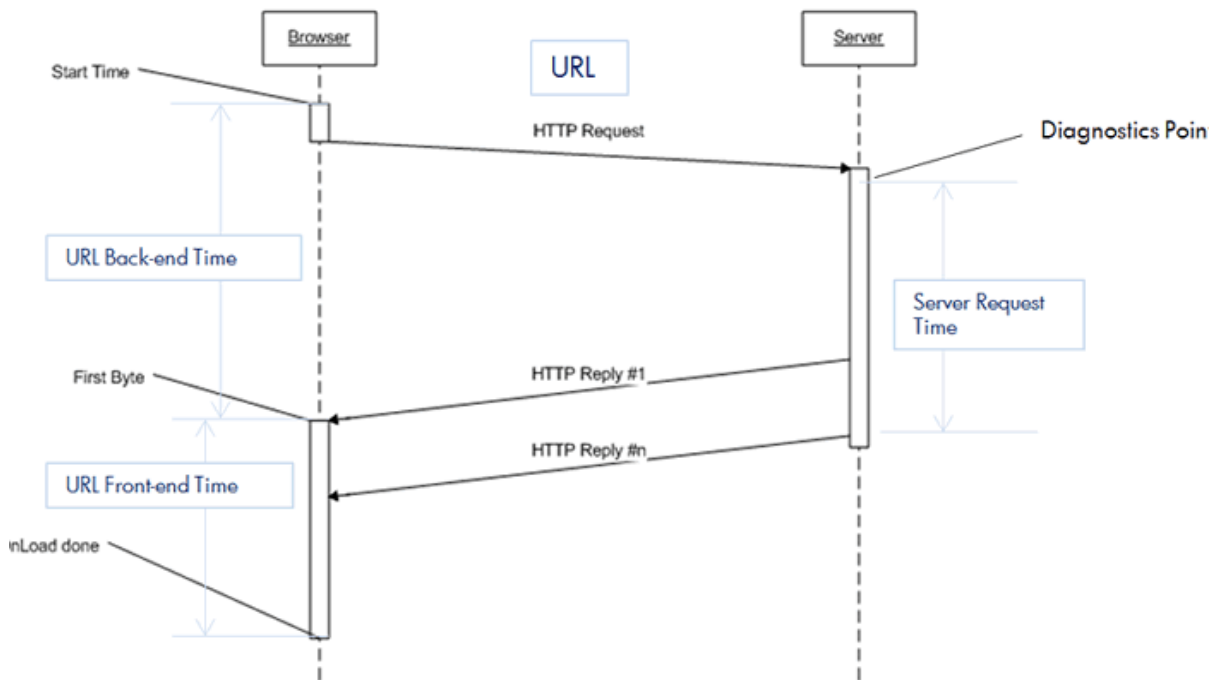 Browser
Server
URL
Start Time
HTTP Request
Diagnostics Poin
URL Back-end Time
Server Request
Time
First Byte
HTTP Reply #1
HTTP Reply #n
URL Front-end Time
nLoad done